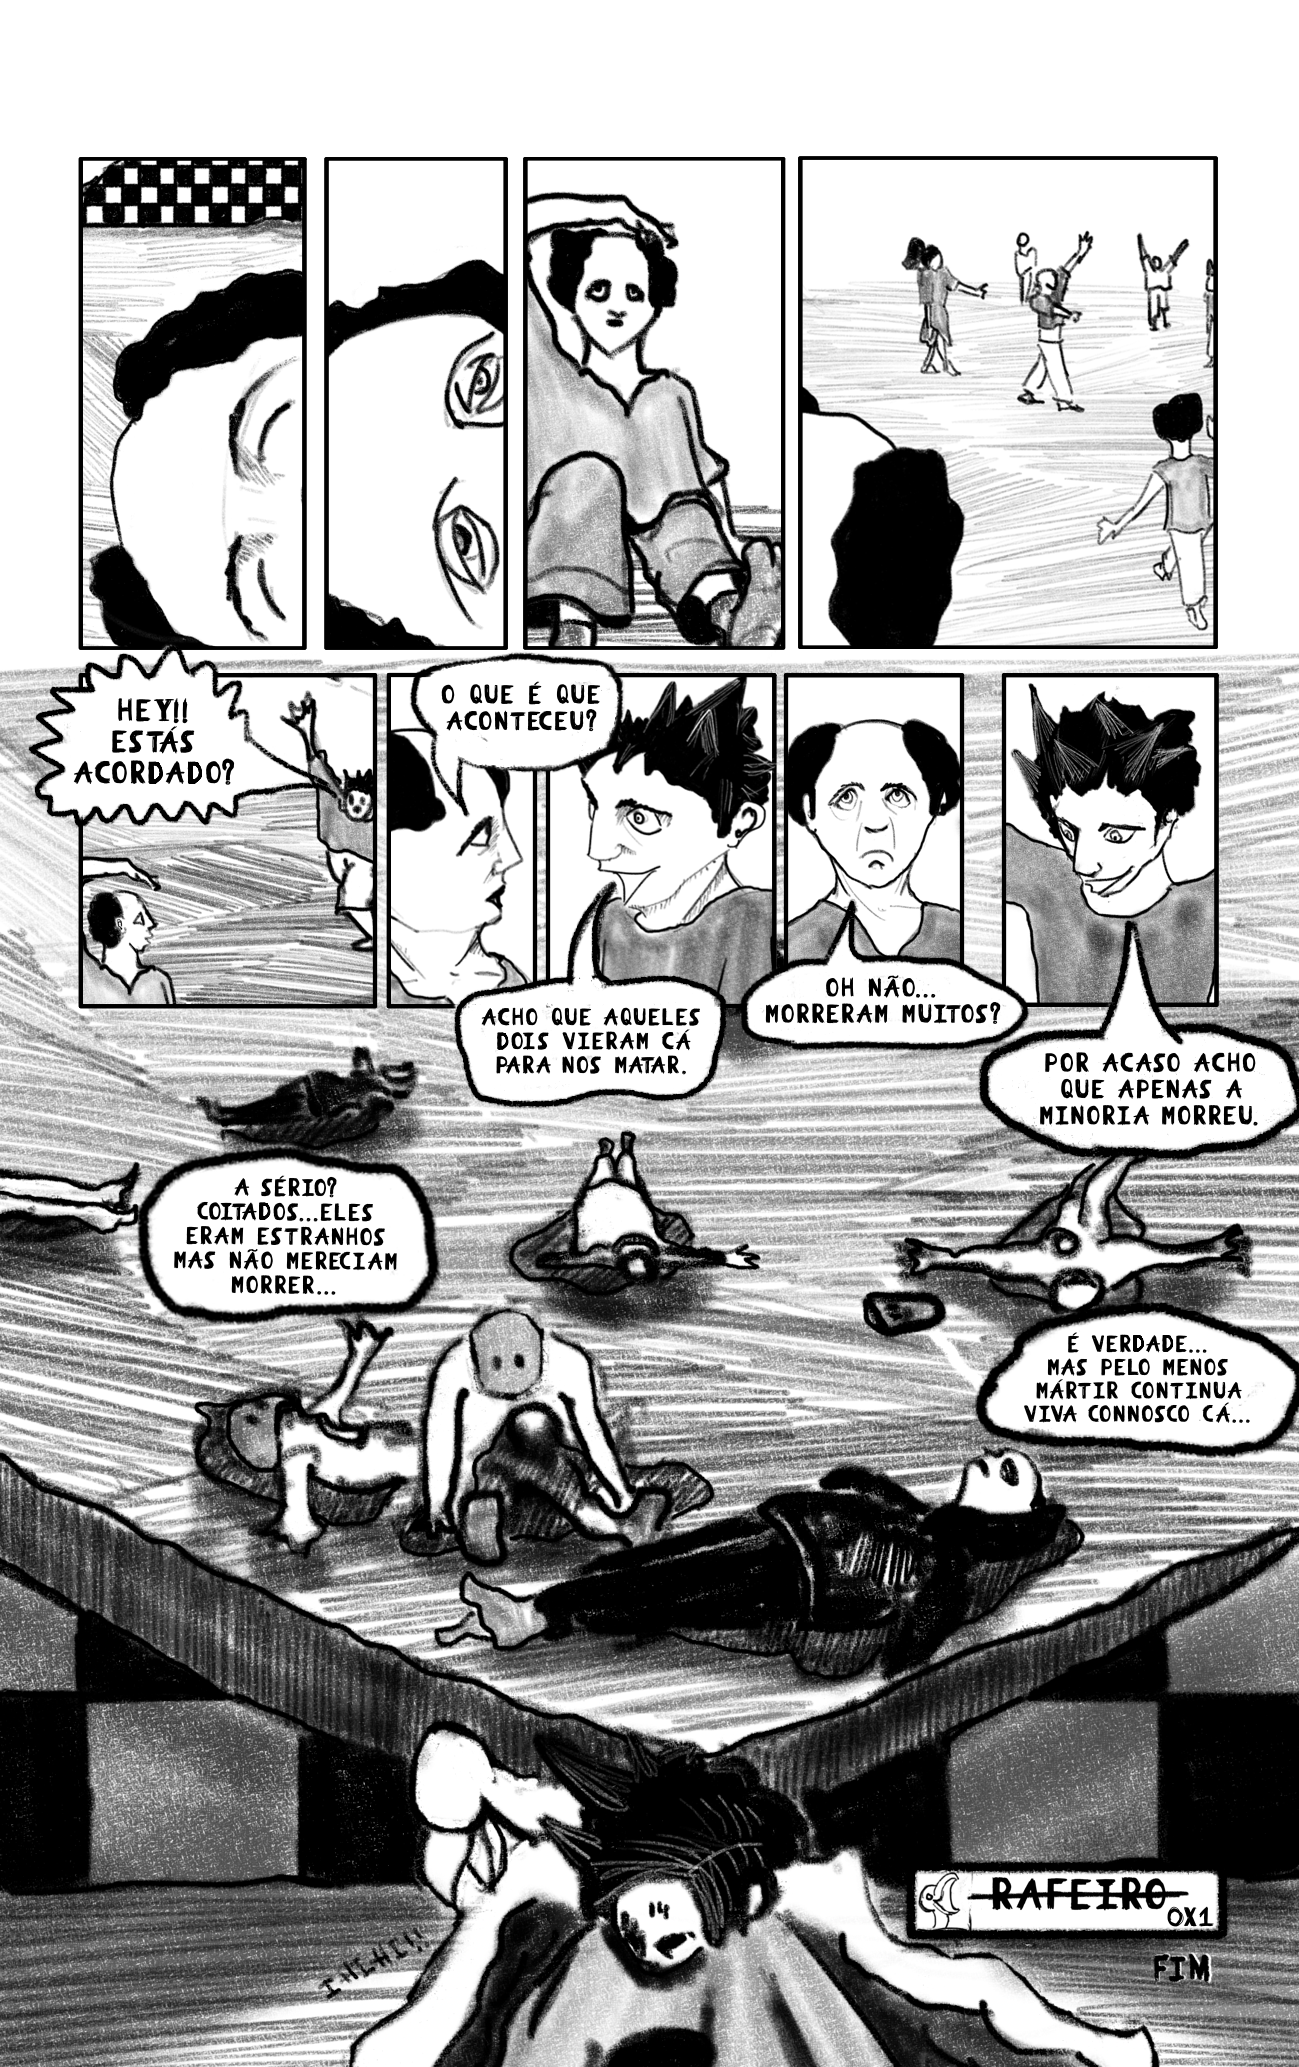 HEY!!
ESTÁS
ACORDADO?
O QUE É QUE
ACONTECEU?
ACHO QUE AQUELES
DOIS VIERAM CÁ
PARA NOS MATAR.
OH NÃO...
MORRERAM MUITOS?
POR ACASO ACHO
QUE APENAS A
MINORIA MORREU.
A SÉRIO?
COITADOS...ELES
ERAM ESTRANHOS
MAS NÃO MERECIAM
MORRER...
É VERDADE...
MAS PELO MENOS
MÁRTIR CONTINUA
VIVA CONNOSCO CÁ...
14
IHIHI!!
RAFEIRO
OX1
FIM